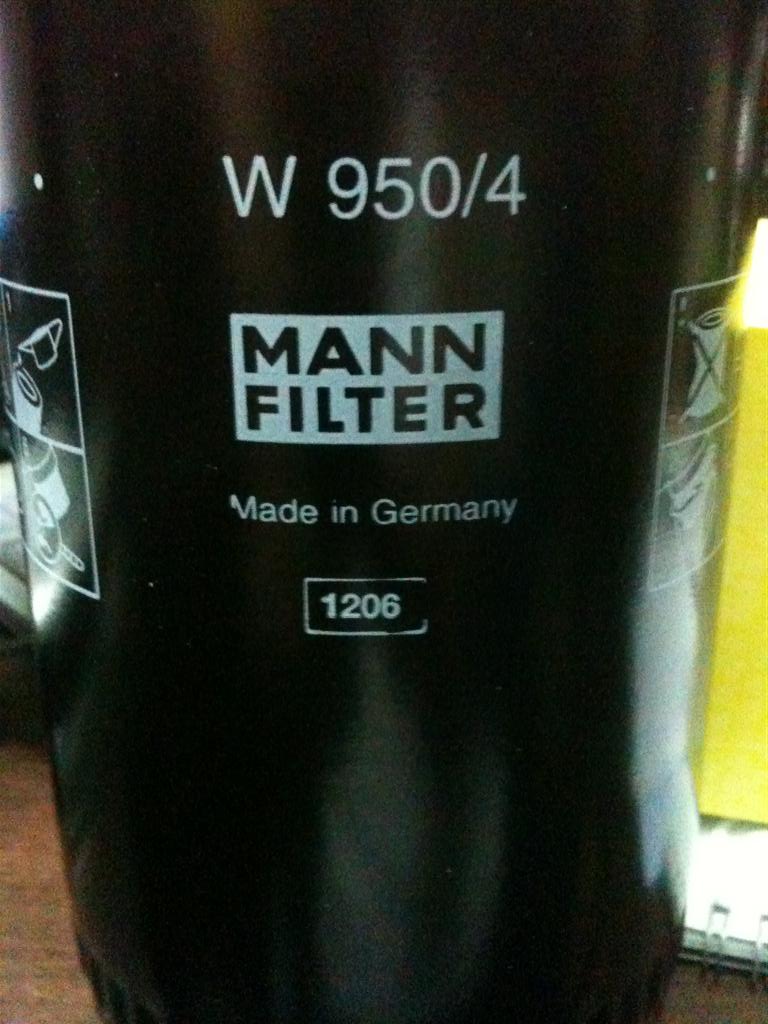 W 950/4
MANN
FILTER
Made in Germany
1206